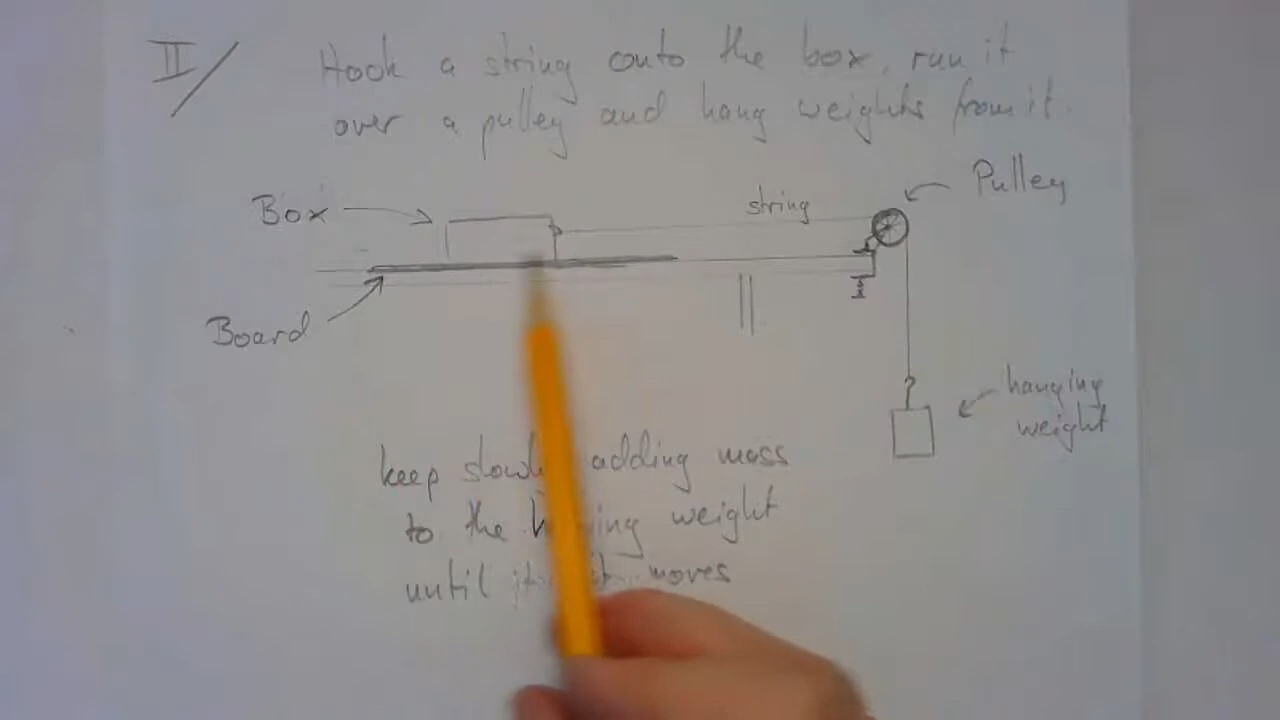 II/
Hook a string onto the box, run it
over a pulley and hang weights from it.
Pulley
Box
string
Board
hanging
weight
keep adding mass
to the weight
until moves